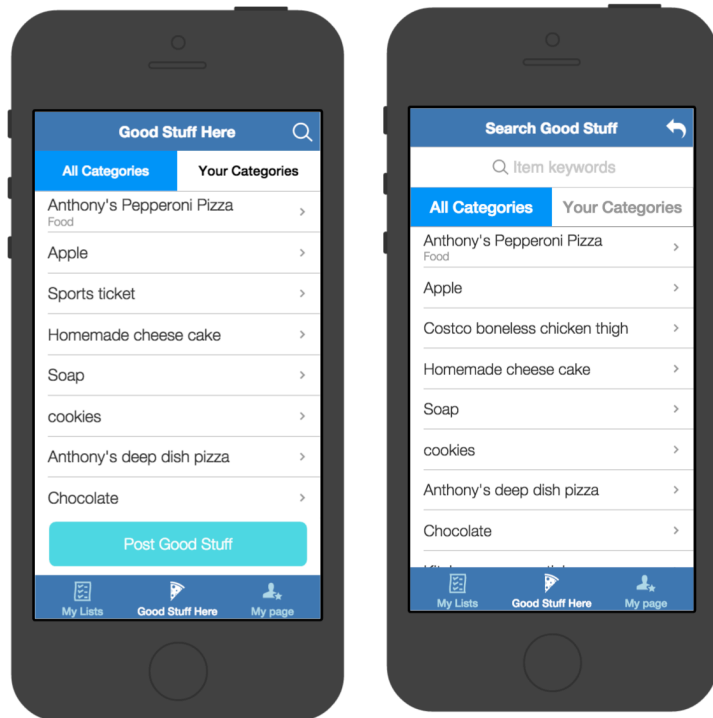 Good Stuff Here
All Categories
Your Categories
Anthony's Pepperoni Pizza
Food
Apple
Sports ticket
Homemade cheese cake
Soap
cookies
Anthony's deep dish pizza
Chocolate
Post Good Stuff
My Lists
Good Stuff Here
My page
Search Good Stuff
Item keywords
All Categories
Your Categories
Anthony's Pepperoni Pizza
Food
Apple
Costco boneless chicken thigh
Homemade cheese cake
Soap
cookies
Anthony's deep dish pizza
Chocolate
My Lists
Good Stuff Here
My page